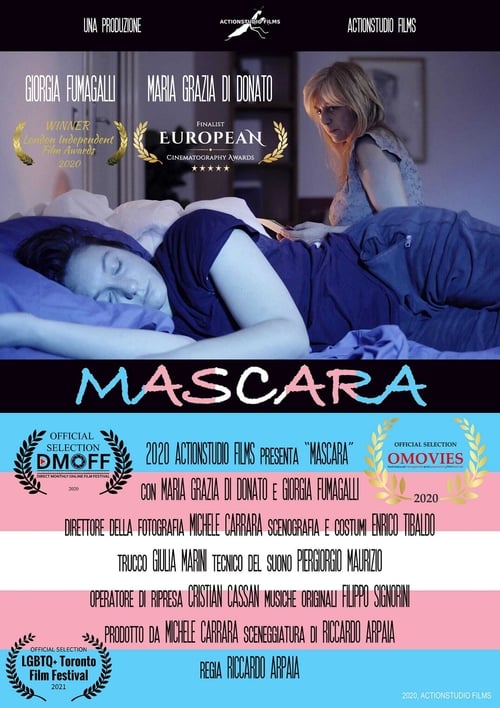 UNA PRODUZIONE
ACTIONSTUDIO FILMS
ACTIONSTUDIO FILMS
GIORGIA FUMAGALLI
MARIA GRAZIA DI DONATO
WINNER
London Independent
Film Awards
2020
FINALIST
EUROPEAN
CINEMATOGRAPHY AWARDS
MASCARA
OFFICIAL
SELECTION
DMOFF
DIRECT MONTHLY ONLINE FILM FESTIVAL
2020
2020 ACTIONSTUDIO FILMS PRESENTA "MASCARA"
OFFICIAL SELECTION
OMOVIES
2020
CON MARIA GRAZIA DI DONATO E GIORGIA FUMAGALLI
DIRETTORE DELLA FOTOGRAFIA MICHELE CARRARA SCENOGRAFIA E COSTUMI ENRICO TIBALDO
TRUCCO GIULIA MARINI TECNICO DEL SUONO PIERGIORGIO MAURIZIO
OPERATORE DI RIPRESA CRISTIAN CASSAN MUSICHE ORIGINALI FILIPPO SIGNORINI
PRODOTTO DA MICHELE CARRARA SCENEGGIATURA DI RICCARDO ARPAIA
OFFICIAL SELECTION
LGBTQ+ Toronto
Film Festival
2021
REGIA RICCARDO ARPAIA
2020, ACTIONSTUDIO FILMS